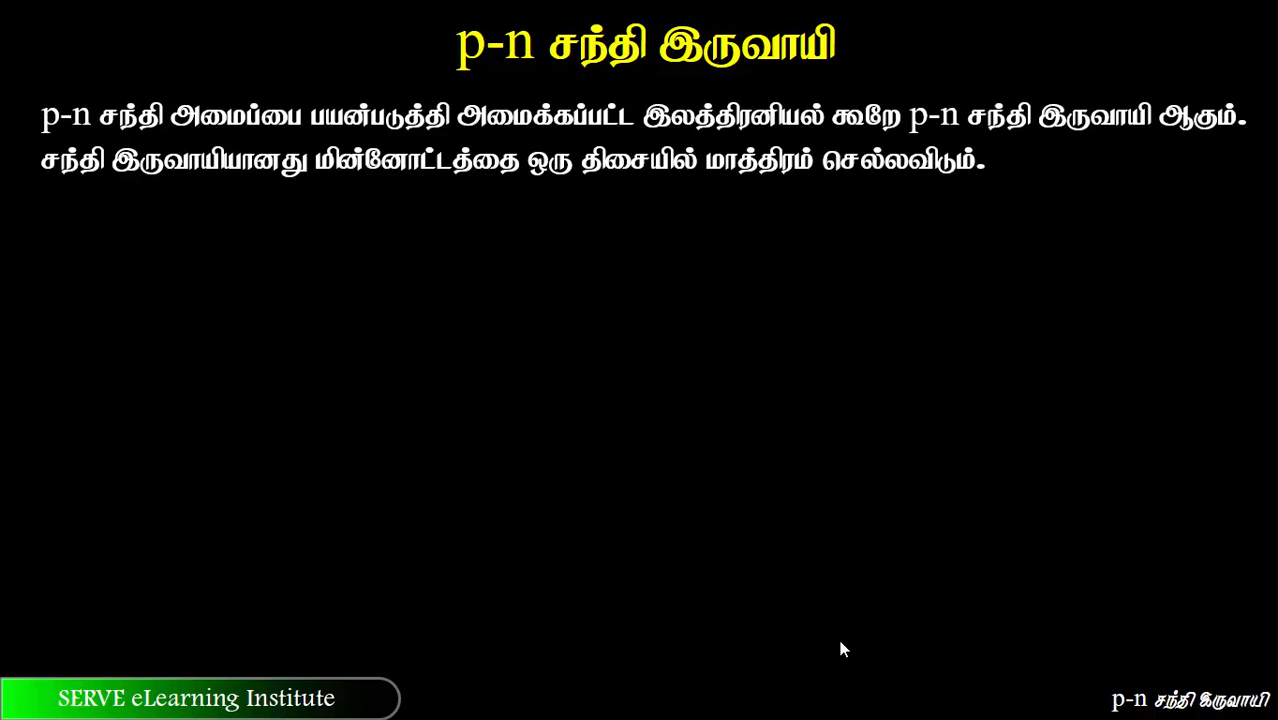 p-n சந்தி இருவாயி
p-n சந்தி அமைப்பை பயன்படுத்தி அமைக்கப்பட்ட இலத்திரனியல் கூறே p-n சந்தி இருவாயி ஆகும்.
சந்தி இருவாயியானது மின்னோட்டத்தை ஒரு திசையில் மாத்திரம் செல்லவிடும்.
SERVE eLearning Institute
p-n சந்தி இருவாயி